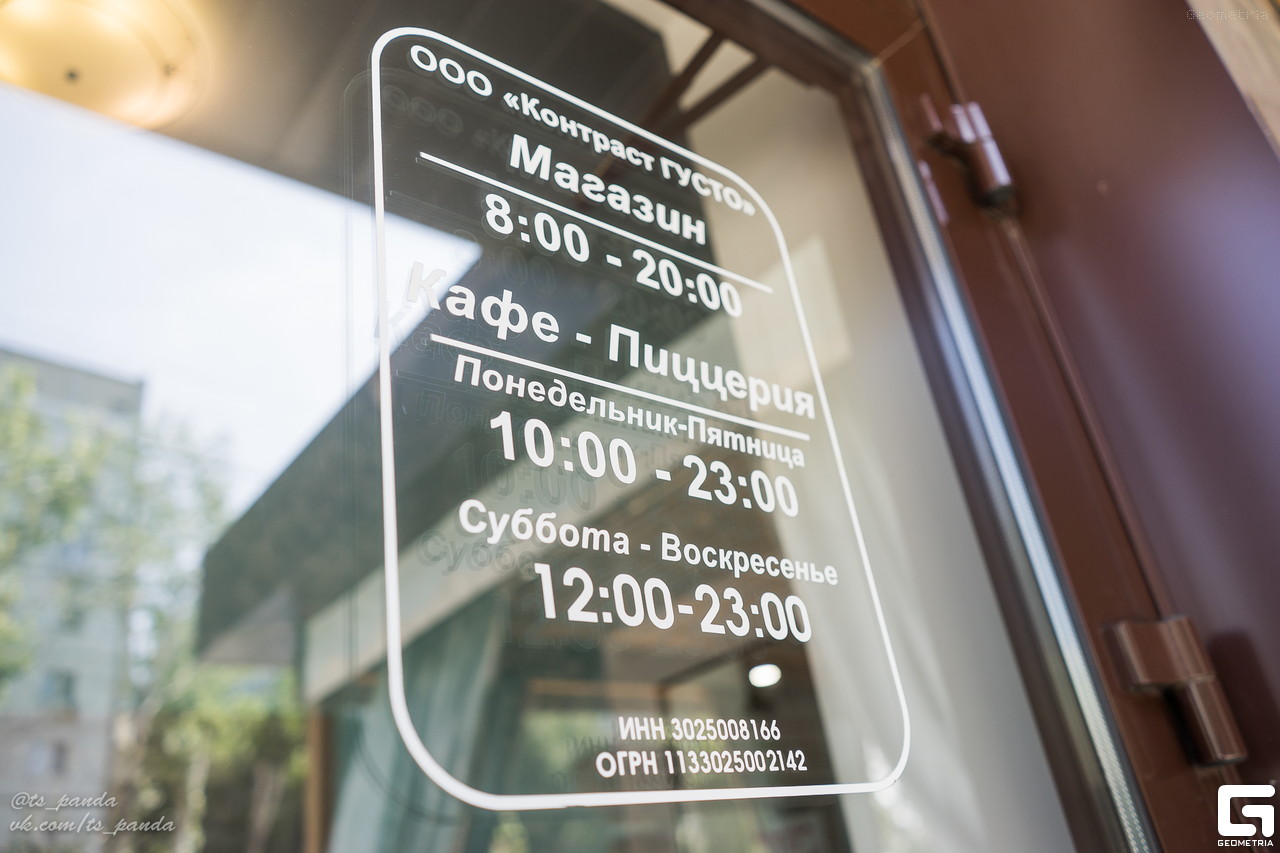 Geometria
ООО «Контраст ГУСТО»
Магазин
8:00 - 20:00
Кафе - Пиццерия
Понедельник-Пятница
10:00 - 23:00
Суббота - Воскресенье
12:00-23:00
ИНН 3025008166
ОГРН 1133025002142
@ts_panda
vk.com/ts_panda
GEOMETRIA